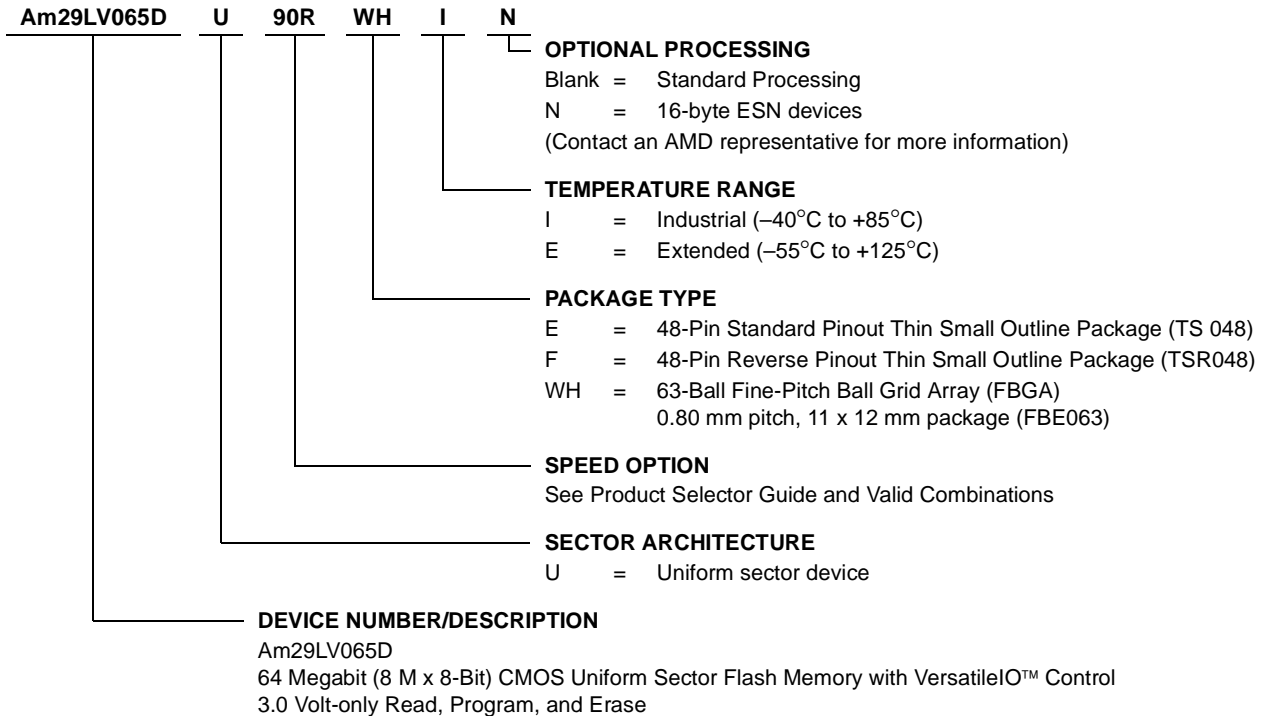 Am29LV065D U 90R WH I N
OPTIONAL PROCESSING
Blank = Standard Processing
N = 16-byte ESN devices
(Contact an AMD representative for more information)
TEMPERATURE RANGE
I = Industrial (–40°C to +85°C)
E = Extended (–55°C to +125°C)
PACKAGE TYPE
E = 48-Pin Standard Pinout Thin Small Outline Package (TS 048)
F = 48-Pin Reverse Pinout Thin Small Outline Package (TSR048)
WH = 63-Ball Fine-Pitch Ball Grid Array (FBGA)
0.80 mm pitch, 11 x 12 mm package (FBE063)
SPEED OPTION
See Product Selector Guide and Valid Combinations
SECTOR ARCHITECTURE
U = Uniform sector device
DEVICE NUMBER/DESCRIPTION
Am29LV065D
64 Megabit (8 M x 8-Bit) CMOS Uniform Sector Flash Memory with VersatileIO™ Control
3.0 Volt-only Read, Program, and Erase